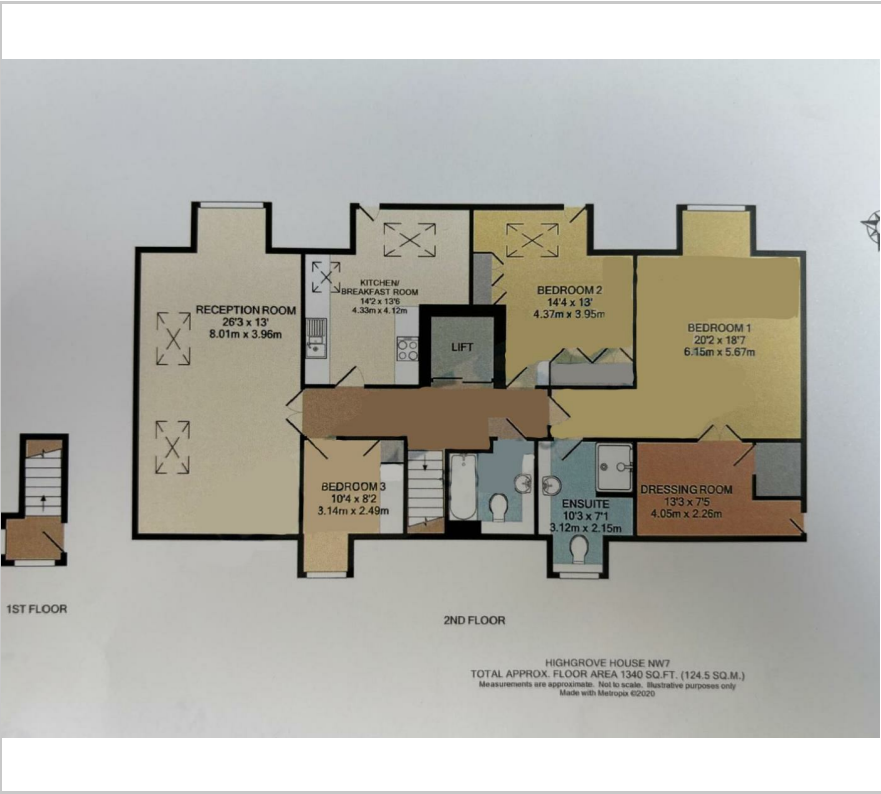 RECEPTION ROOM
26'3 x 13'
8.01m x 3.96m
KITCHEN/
BREAKFAST ROOM
14'2 x 13'6
4.33m x 4.12m
LIFT
BEDROOM 2
14'4 x 13'
4.37m x 3.95m
BEDROOM 1
20'2 x 18'7
6.15m x 5.67m
BEDROOM 3
10'4 x 8'2
3.14m x 2.49m
ENSUITE
10'3 x 7'1
3.12m x 2.15m
DRESSING ROOM
13'3 x 7'5
4.05m x 2.26m
1ST FLOOR
2ND FLOOR
HIGHGROVE HOUSE NW7
TOTAL APPROX. FLOOR AREA 1340 SQ.FT. (124.5 SQ.M.)
Measurements are approximate. Not to scale. Illustrative purposes only
Made with Metropix ©2020